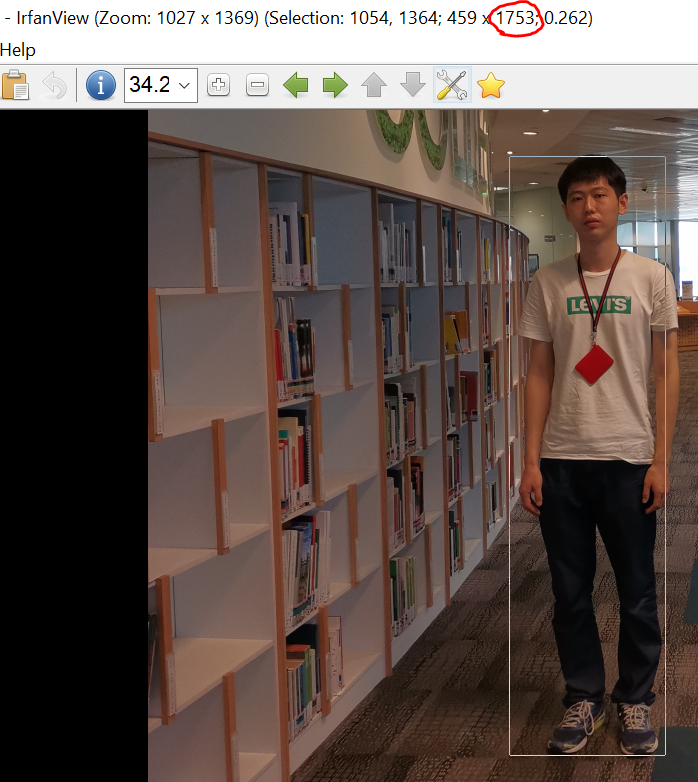 - IrfanView (Zoom: 1027 x 1369) (Selection: 1054, 1364; 459 x 1753; 0.262)
Help
34.2
LEVI'S